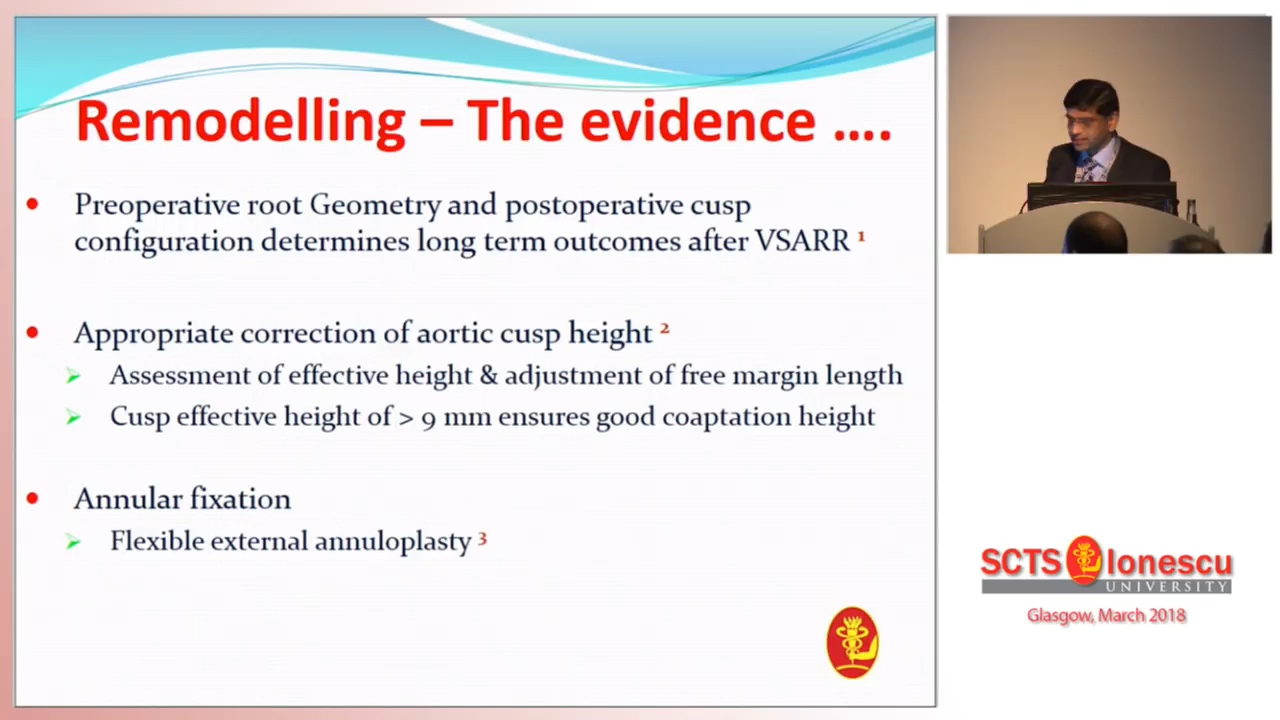 Remodelling – The evidence ....
• Preoperative root Geometry and postoperative cusp
configuration determines long term outcomes after VSARR 1
• Appropriate correction of aortic cusp height 2
➢ Assessment of effective height & adjustment of free margin length
➢ Cusp effective height of > 9 mm ensures good coaptation height
• Annular fixation
➢ Flexible external annuloplasty 3
SCTS Ionescu
UNIVERSITY
Glasgow, March 2018